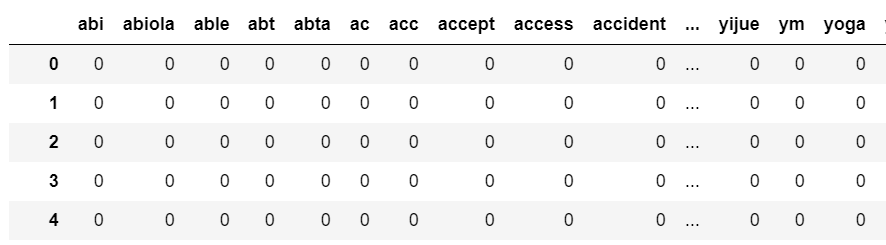 abi abiola able abt abta ac acc accept access accident ... yijue ym yoga
0 0 0 0 0 0 0 0 0 0 0 ... 0 0 0
1 0 0 0 0 0 0 0 0 0 0 ... 0 0 0
2 0 0 0 0 0 0 0 0 0 0 ... 0 0 0
3 0 0 0 0 0 0 0 0 0 0 ... 0 0 0
4 0 0 0 0 0 0 0 0 0 0 ... 0 0 0